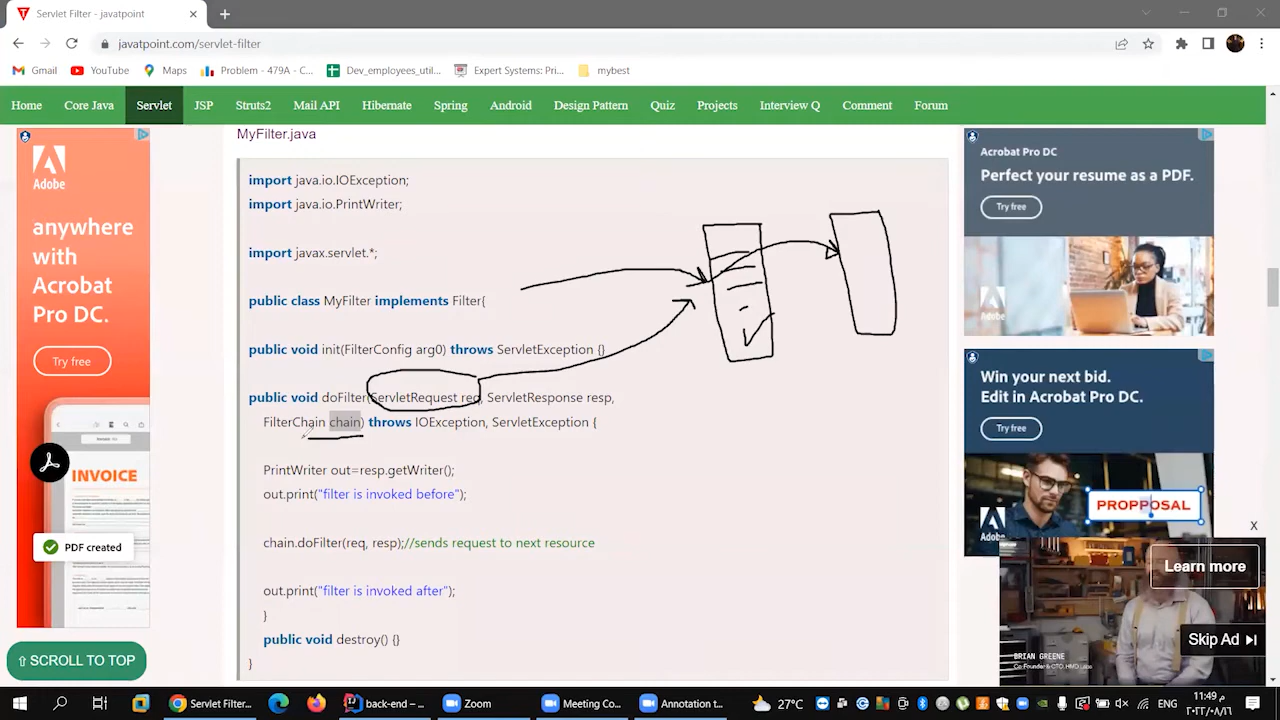 Servlet Filter - javatpoint
javatpoint.com/servlet-filter
Gmail YouTube Maps Problem - 479A - C... Dev_employees_util... Expert Systems: Pri... mybest
Home Core Java Servlet JSP Struts2 Mail API Hibernate Spring Android Design Pattern Quiz Projects Interview Q Comment Forum
Adobe
anywhere
with
Acrobat
Pro DC.
Try free
INVOICE
PDF created
⇧ SCROLL TO TOP
MyFilter.java
import java.io.IOException;
import java.io.PrintWriter;
import javax.servlet.*;
public class MyFilter implements Filter{
public void init(FilterConfig arg0) throws ServletException {}
public void doFilter(ServletRequest req, ServletResponse resp,
FilterChain chain) throws IOException, ServletException {
PrintWriter out=resp.getWriter();
out.print("filter is invoked before");
chain.doFilter(req, resp);//sends request to next resource
out.print("filter is invoked after");
}
public void destroy() {}
}
Acrobat Pro DC
Perfect your resume as a PDF.
Try free
Adobe
Win your next bid.
Edit in Acrobat Pro DC.
Try free
PROPPOSAL
Adobe
X
Learn more
Skip Ad
BRIAN GREENE
Co-Founder & CTO, HMD Labs
Servlet Filter... back-end – ... Zoom Meeting Co... Annotation t... 27°C
11:49 م